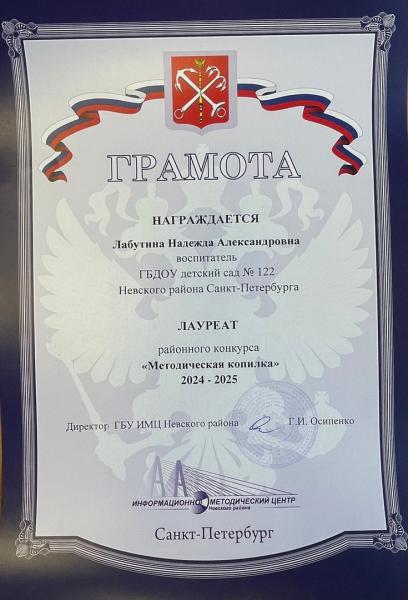 ГРАМОТА
НАГРАЖДАЕТСЯ
Лабутина Надежда Александровна
воспитатель
ГБДОУ детский сад № 122
Невского района Санкт-Петербурга
ЛАУРЕАТ
районного конкурса
«Методическая копилка»
2024 - 2025
Директор ГБУ ИМЦ Невского района Г.И. Осипенко
ИНФОРМАЦИОННО МЕТОДИЧЕСКИЙ ЦЕНТР
Невского района
Санкт-Петербург